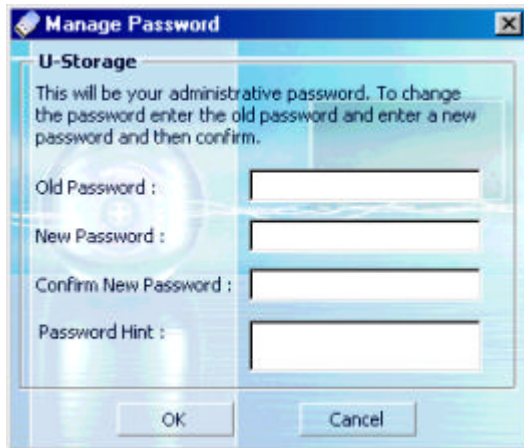 Manage Password
U-Storage
This will be your administrative password. To change
the password enter the old password and enter a new
password and then confirm.
Old Password :
New Password :
Confirm New Password :
Password Hint :
OK
Cancel